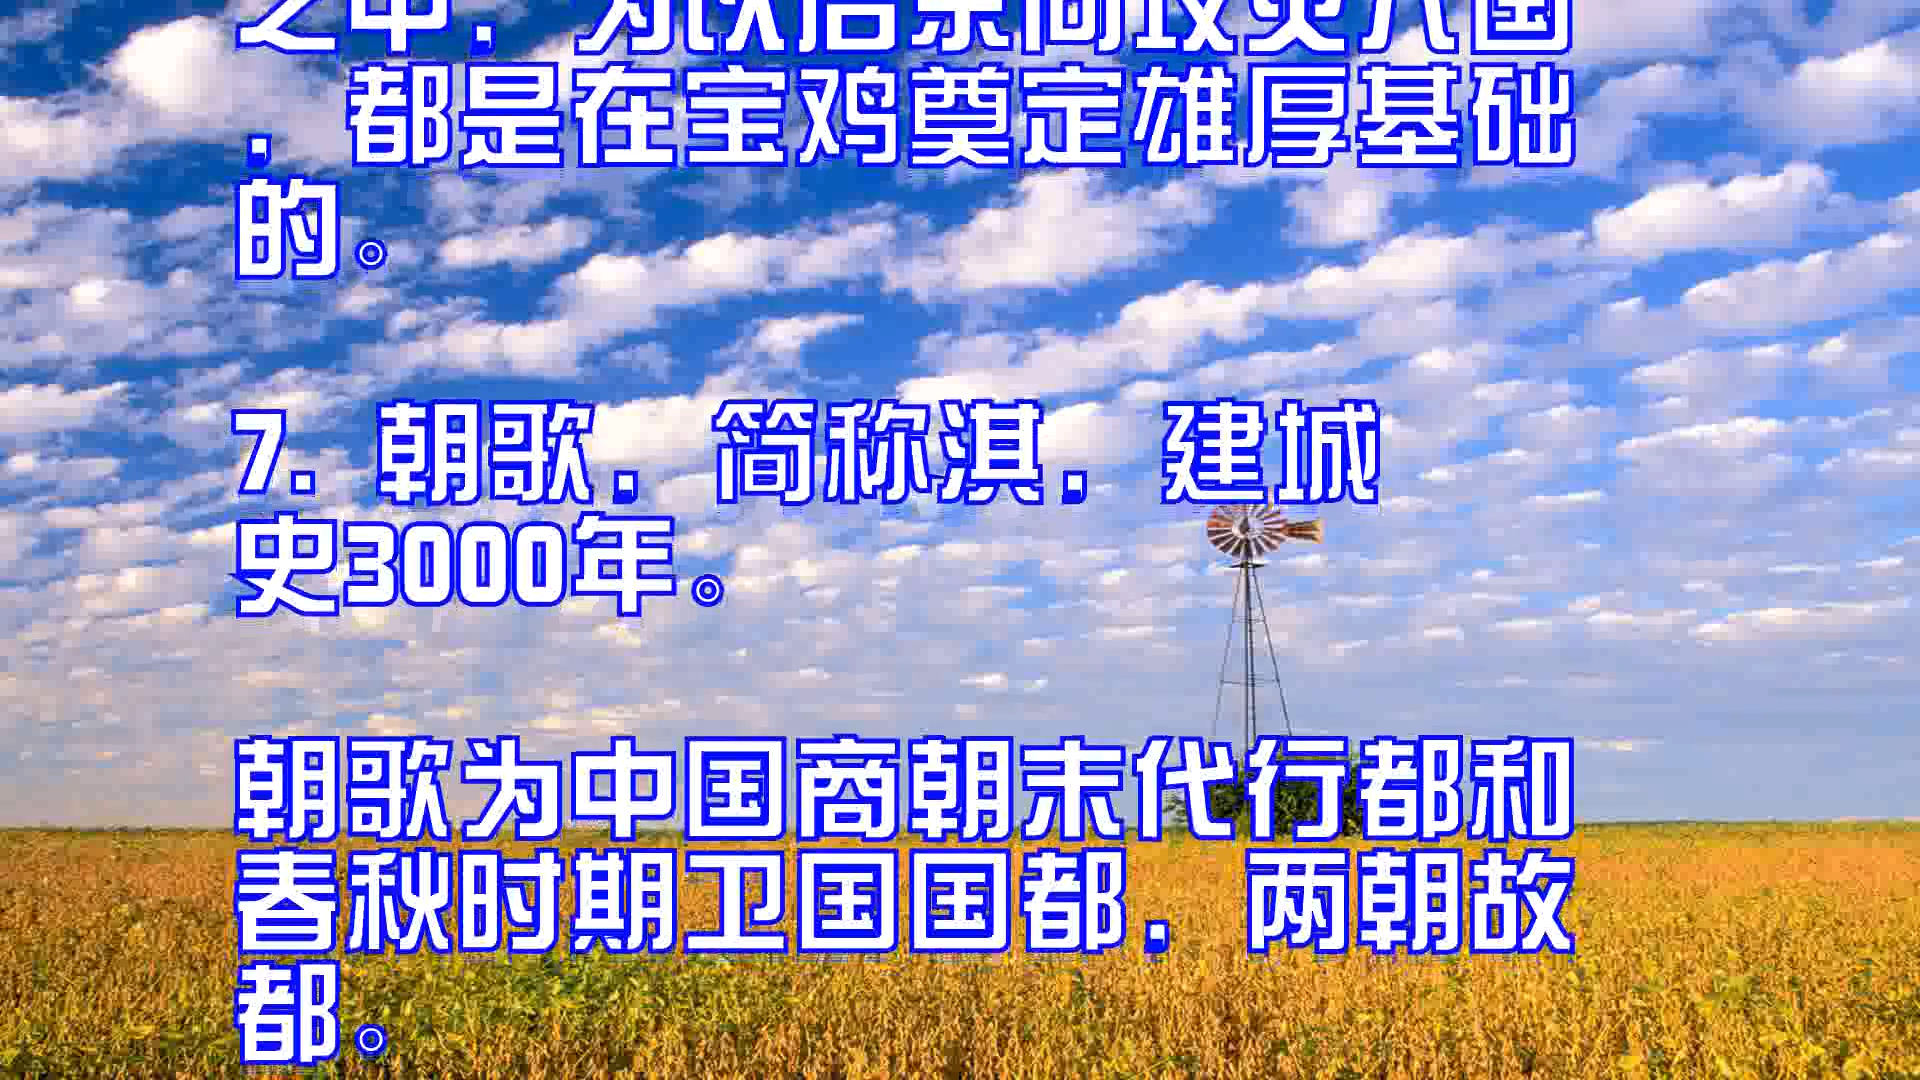 ，都是在宝鸡奠定雄厚基础
的。
7. 朝歌，简称淇，建城
史3000年。
朝歌为中国商朝末代行都和
春秋时期卫国国都，两朝故
都。